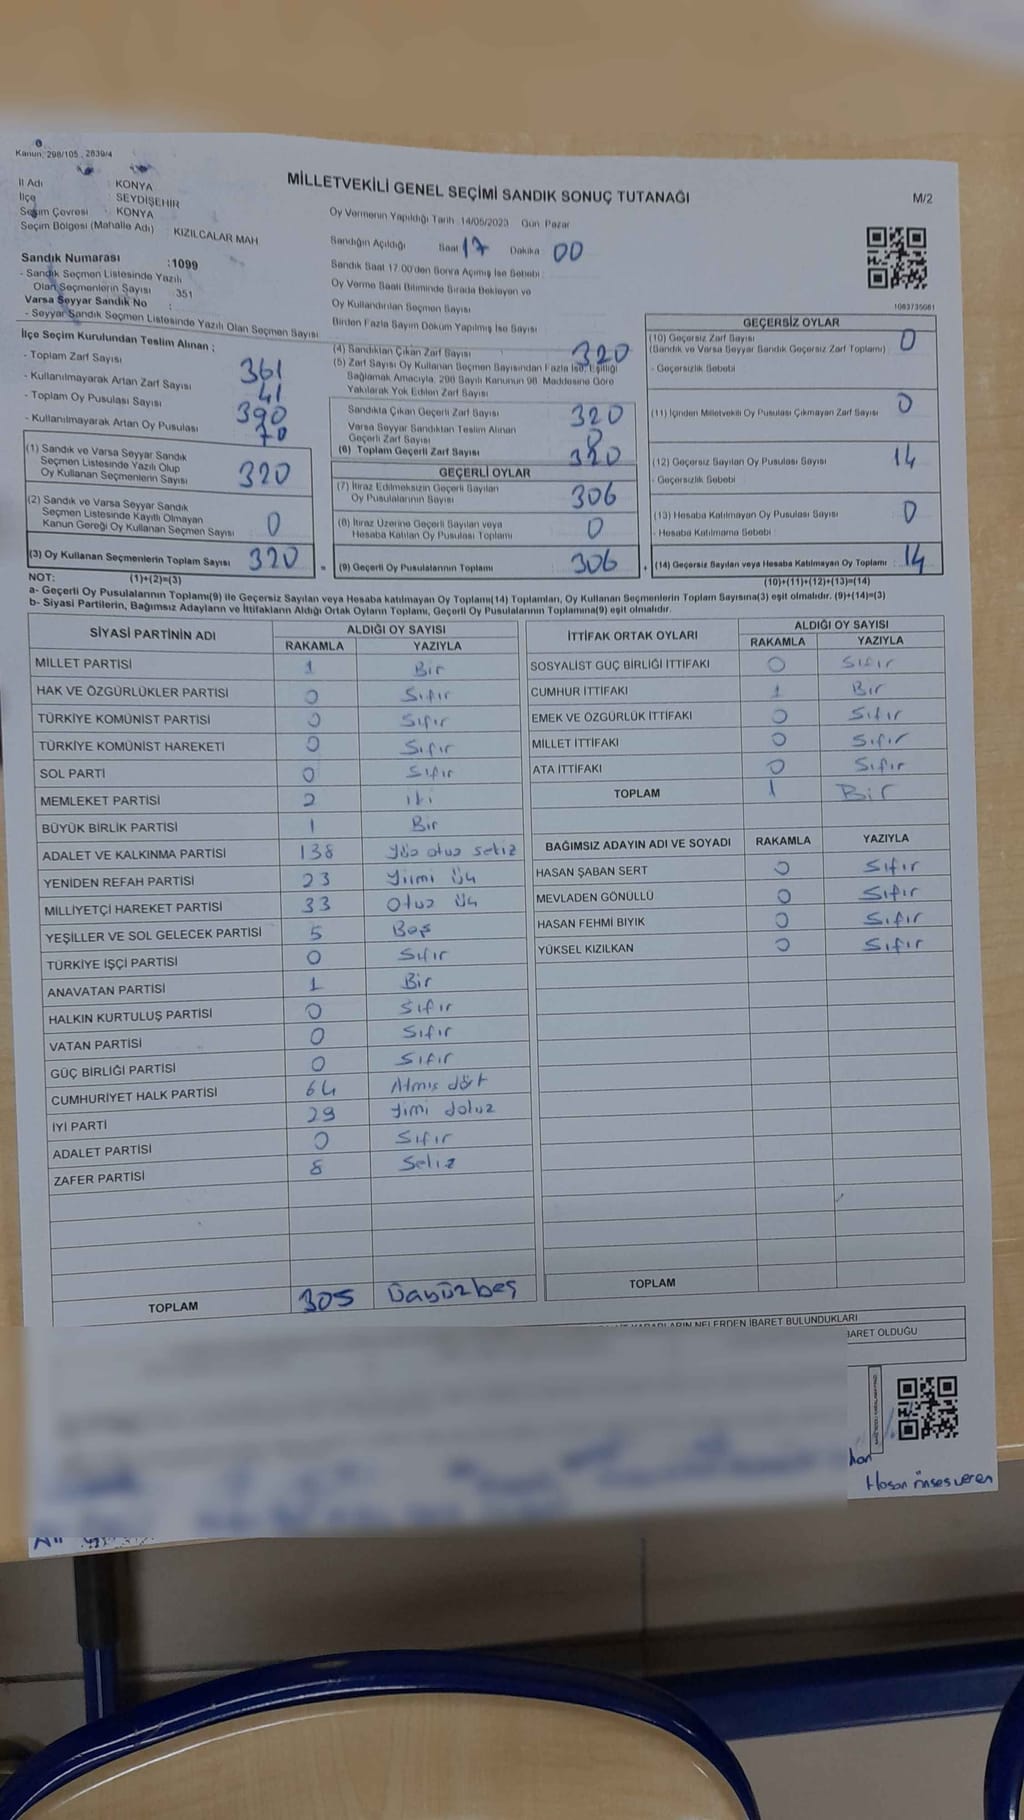 Kanun; 298/105 , 2839/4
İl Adı : KONYA
İlçe : SEYDİŞEHİR
Seçim Çevresi : KONYA
Seçim Bölgesi (Mahalle Adı) : KIZILCALAR MAH
MİLLETVEKİLİ GENEL SEÇİMİ SANDIK SONUÇ TUTANAĞI
M/2
Oy Vermenin Yapıldığı Tarih :14/05/2023 Gün: Pazar
Sandığın Açıldığı Saat 17 Dakika 00
Sandık Saat 17:00'den Sonra Açılmış İse Sebebi :
Oy Verme Saati Bitiminde Sırada Bekleyen ve
Oy Kullandırılan Seçmen Sayısı
Birden Fazla Sayım Döküm Yapılmış İse Sayısı
Sandık Numarası :1099
- Sandık Seçmen Listesinde Yazılı
Olan Seçmenlerin Sayısı : 351
Varsa Seyyar Sandık No :
- Seyyar Sandık Seçmen Listesinde Yazılı Olan Seçmen Sayısı
1083735081
İlçe Seçim Kurulundan Teslim Alınan ;
- Toplam Zarf Sayısı 361
- Kullanılmayarak Artan Zarf Sayısı 41
- Toplam Oy Pusulası Sayısı 390
- Kullanılmayarak Artan Oy Pusulası 70
(1) Sandık ve Varsa Seyyar Sandık
Seçmen Listesinde Yazılı Olup
Oy Kullanan Seçmenlerin Sayısı 320
(2) Sandık ve Varsa Seyyar Sandık
Seçmen Listesinde Kayıtlı Olmayan
Kanun Gereği Oy Kullanan Seçmen Sayısı 0
(3) Oy Kullanan Seçmenlerin Toplam Sayısı 320
(4) Sandıktan Çıkan Zarf Sayısı 320
(5) Zarf Sayısı Oy Kullanan Seçmen Sayısından Fazla İse, Eşitliği
Sağlamak Amacıyla, 298 Sayılı Kanunun 98. Maddesine Göre
Yakılarak Yok Edilen Zarf Sayısı
Sandıkta Çıkan Geçerli Zarf Sayısı 320
Varsa Seyyar Sandıktan Teslim Alınan
Geçerli Zarf Sayısı 0
(6) Toplam Geçerli Zarf Sayısı 320
GEÇERLİ OYLAR
(7) İtiraz Edilmeksizin Geçerli Sayılan
Oy Pusulalarının Sayısı 306
(8) İtiraz Üzerine Geçerli Sayılan veya
Hesaba Katılan Oy Pusulası Toplamı 0
= (9) Geçerli Oy Pusulalarının Toplamı 306
GEÇERSİZ OYLAR
(10) Geçersiz Zarf Sayısı
(Sandık ve Varsa Seyyar Sandık Geçersiz Zarf Toplamı) 0
- Geçersizlik Sebebi
(11) İçinden Milletvekili Oy Pusulası Çıkmayan Zarf Sayısı 0
(12) Geçersiz Sayılan Oy Pusulası Sayısı 14
- Geçersizlik Sebebi
(13) Hesaba Katılmayan Oy Pusulası Sayısı 0
- Hesaba Katılmama Sebebi
+ (14) Geçersiz Sayılan veya Hesaba Katılmayan Oy Toplamı : 14
NOT: (1)+(2)=(3)
(10)+(11)+(12)+(13)=(14)
a- Geçerli Oy Pusulalarının Toplamı(9) ile Geçersiz Sayılan veya Hesaba katılmayan Oy Toplamı(14) Toplamları, Oy Kullanan Seçmenlerin Toplam Sayısına(3) eşit olmalıdır. (9)+(14)=(3)
b- Siyasi Partilerin, Bağımsız Adayların ve İttifakların Aldığı Ortak Oyların Toplamı, Geçerli Oy Pusulalarının Toplamına(9) eşit olmalıdır.
SİYASİ PARTİNİN ADI ALDIĞI OY SAYISI
RAKAMLA YAZIYLA
MİLLET PARTİSİ 1 Bir
HAK VE ÖZGÜRLÜKLER PARTİSİ 0 Sıfır
TÜRKİYE KOMÜNİST PARTİSİ 0 Sıfır
TÜRKİYE KOMÜNİST HAREKETİ 0 Sıfır
SOL PARTİ 0 Sıfır
MEMLEKET PARTİSİ 2 iki
BÜYÜK BİRLİK PARTİSİ 1 Bir
ADALET VE KALKINMA PARTİSİ 138 Yüz otuz sekiz
YENİDEN REFAH PARTİSİ 23 Yirmi üç
MİLLİYETÇİ HAREKET PARTİSİ 33 Otuz üç
YEŞİLLER VE SOL GELECEK PARTİSİ 5 Beş
TÜRKİYE İŞÇİ PARTİSİ 0 Sıfır
ANAVATAN PARTİSİ 1 Bir
HALKIN KURTULUŞ PARTİSİ 0 Sıfır
VATAN PARTİSİ 0 Sıfır
GÜÇ BİRLİĞİ PARTİSİ 0 Sıfır
CUMHURİYET HALK PARTİSİ 64 Atmış dört
İYİ PARTİ 29 Yimi dokuz
ADALET PARTİSİ 0 Sıfır
ZAFER PARTİSİ 8 Sekiz
TOPLAM 305 Üçyüzbeş
İTTİFAK ORTAK OYLARI ALDIĞI OY SAYISI
RAKAMLA YAZIYLA
SOSYALİST GÜÇ BİRLİĞİ İTTİFAKI 0 Sıfır
CUMHUR İTTİFAKI 1 Bir
EMEK VE ÖZGÜRLÜK İTTİFAKI 0 Sıfır
MİLLET İTTİFAKI 0 Sıfır
ATA İTTİFAKI 0 Sıfır
TOPLAM 1 Bir
BAĞIMSIZ ADAYIN ADI VE SOYADI RAKAMLA YAZIYLA
HASAN ŞABAN SERT 0 Sıfır
MEVLADEN GÖNÜLLÜ 0 Sıfır
HASAN FEHMİ BIYIK 0 Sıfır
YÜKSEL KIZILKAN 0 Sıfır
TOPLAM
NELERDEN İBARET BULUNDUKLARI
İBARET OLDUĞU
han
Hasan Önsesveren